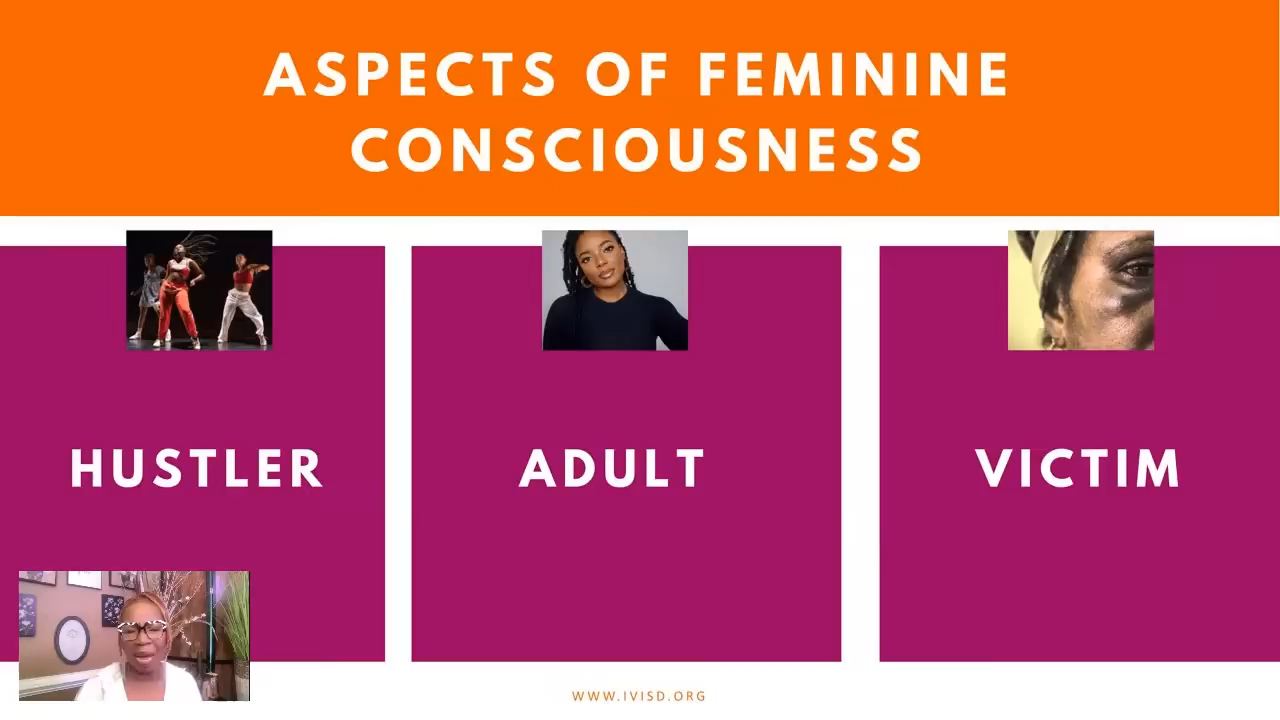 ASPECTS OF FEMININE
CONSCIOUSNESS
HUSTLER
ADULT
VICTIM
WWW.IVISD.ORG